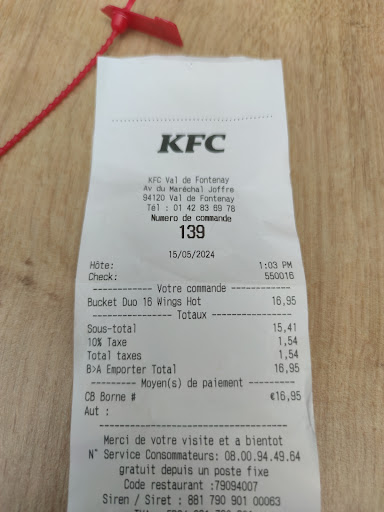 KFC
KFC Val de Fontenay
Av du Maréchal Joffre
94120 Val de Fontenay
Tél : 01 42 83 69 78
Numero de commande
139
15/05/2024
Hôte: 1:03 PM
Check: 550016
------------ Votre commande ------------
Bucket Duo 16 Wings Hot 16,95
---------------- Totaux ----------------
Sous-total 15,41
10% Taxe 1,54
Total taxes 1,54
B>A Emporter Total 16,95
--------- Moyen(s) de paiement ---------
CB Borne # €16,95
Aut :
----------------------------------------
Merci de votre visite et a bientot
N° Service Consommateurs: 08.00.94.49.64
gratuit depuis un poste fixe
Code restaurant :79094007
Siren / Siret : 881 790 901 00063